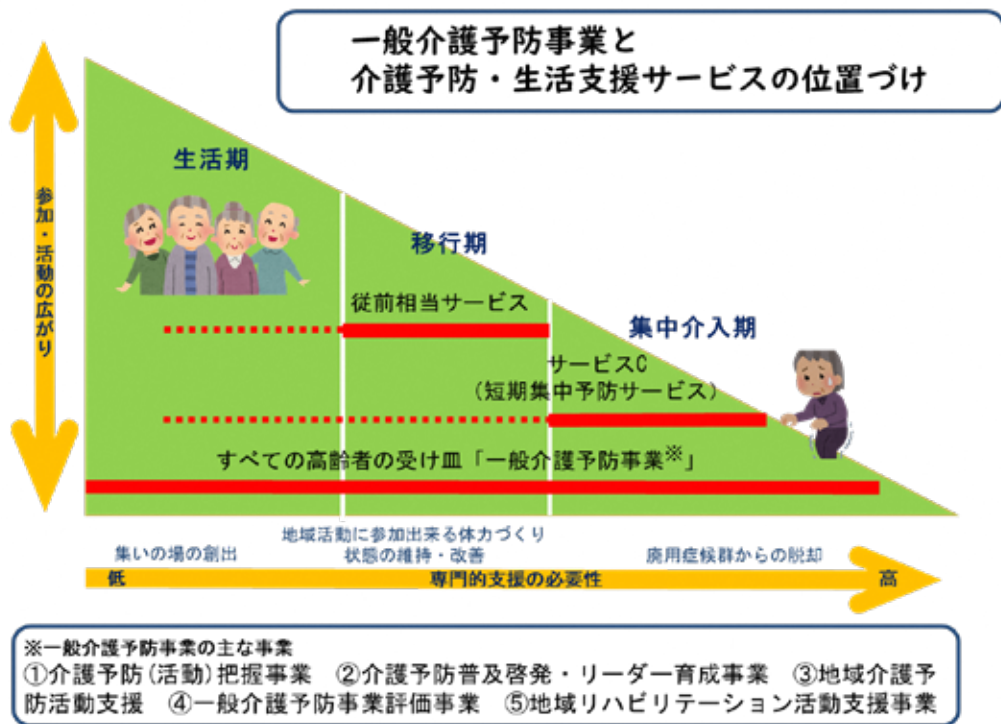 一般介護予防事業と
介護予防・生活支援サービスの位置づけ
参加・活動の広がり
生活期
移行期
従前相当サービス
集中介入期
サービスC
（短期集中予防サービス）
すべての高齢者の受け皿「一般介護予防事業※」
集いの場の創出
地域活動に参加出来る体力づくり
状態の維持・改善
廃用症候群からの脱却
低
専門的支援の必要性
高
※一般介護予防事業の主な事業
①介護予防(活動)把握事業　②介護予防普及啓発・リーダー育成事業　③地域介護予
防活動支援　④一般介護予防事業評価事業　⑤地域リハビリテーション活動支援事業